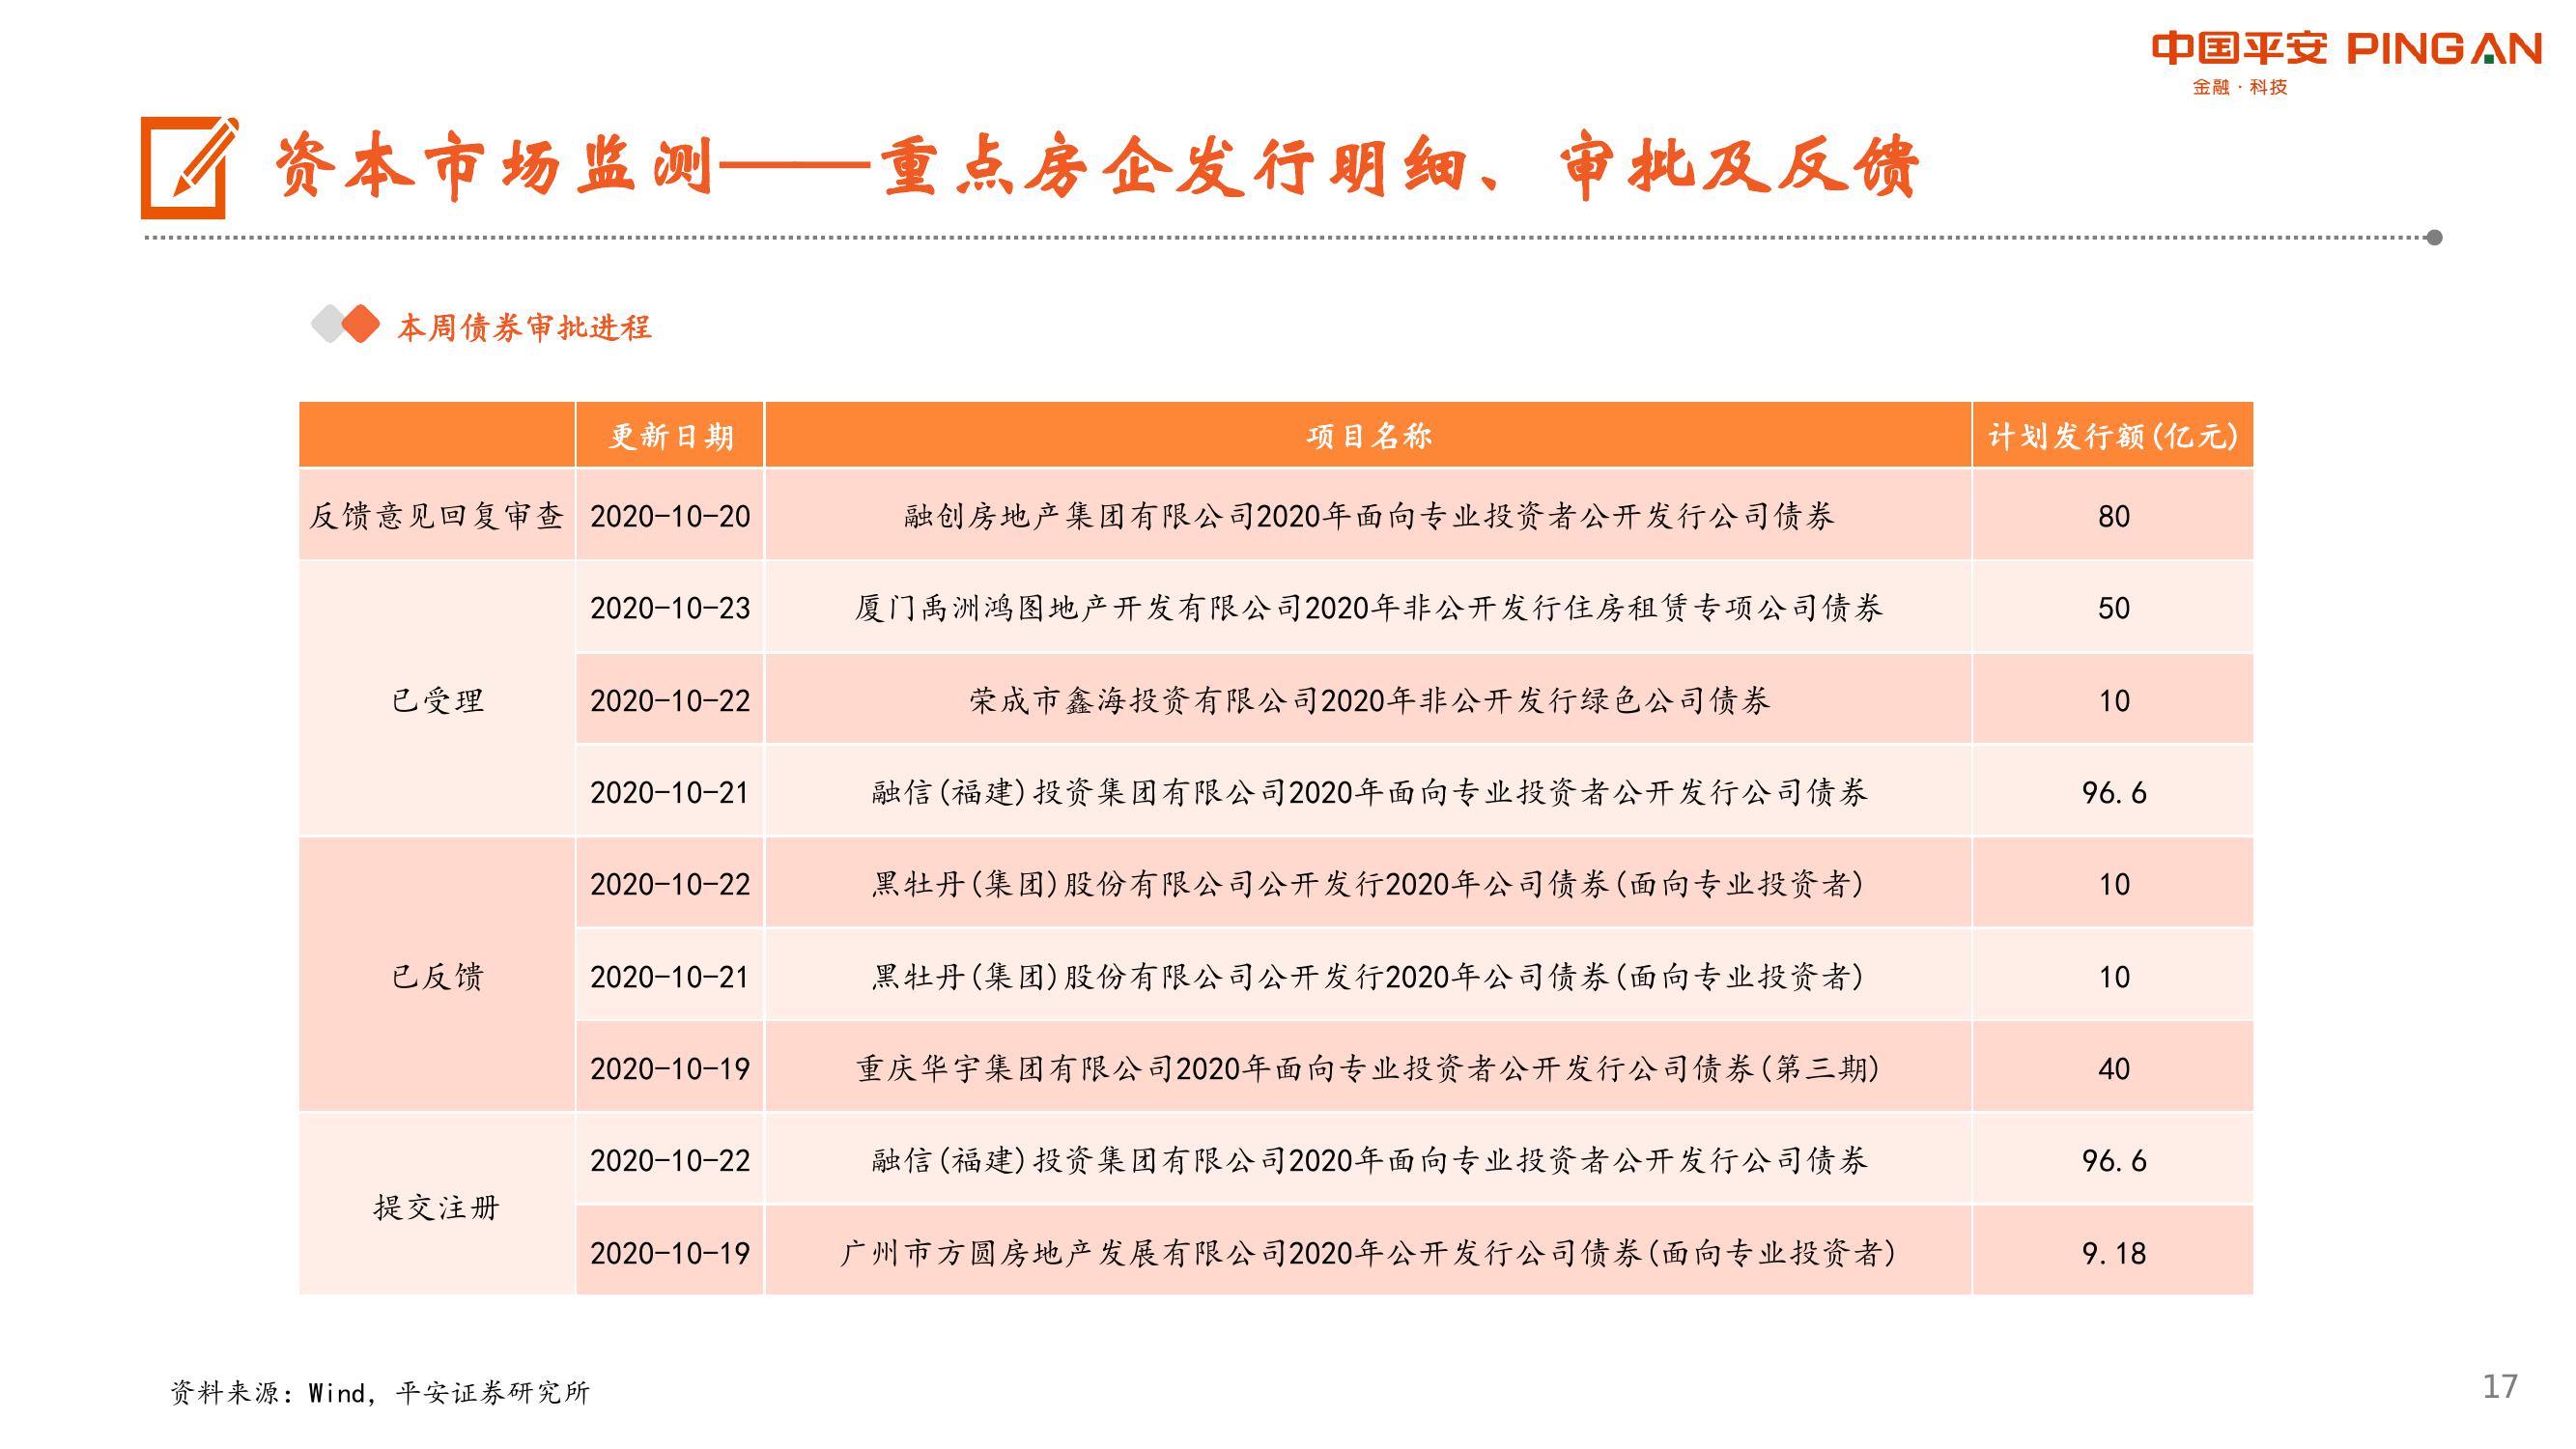 中国平安 PINGAN
金融·科技
资本市场监测——重点房企发行明细、审批及反馈
本周债券审批进程
更新日期 项目名称 计划发行额(亿元)
反馈意见回复审查 2020-10-20 融创房地产集团有限公司2020年面向专业投资者公开发行公司债券 80
2020-10-23 厦门禹洲鸿图地产开发有限公司2020年非公开发行住房租赁专项公司债券 50
已受理 2020-10-22 荣成市鑫海投资有限公司2020年非公开发行绿色公司债券 10
2020-10-21 融信(福建)投资集团有限公司2020年面向专业投资者公开发行公司债券 96.6
2020-10-22 黑牡丹(集团)股份有限公司公开发行2020年公司债券(面向专业投资者) 10
已反馈 2020-10-21 黑牡丹(集团)股份有限公司公开发行2020年公司债券(面向专业投资者) 10
2020-10-19 重庆华宇集团有限公司2020年面向专业投资者公开发行公司债券(第三期) 40
提交注册 2020-10-22 融信(福建)投资集团有限公司2020年面向专业投资者公开发行公司债券 96.6
2020-10-19 广州市方圆房地产发展有限公司2020年公开发行公司债券(面向专业投资者) 9.18
资料来源：Wind，平安证券研究所
17